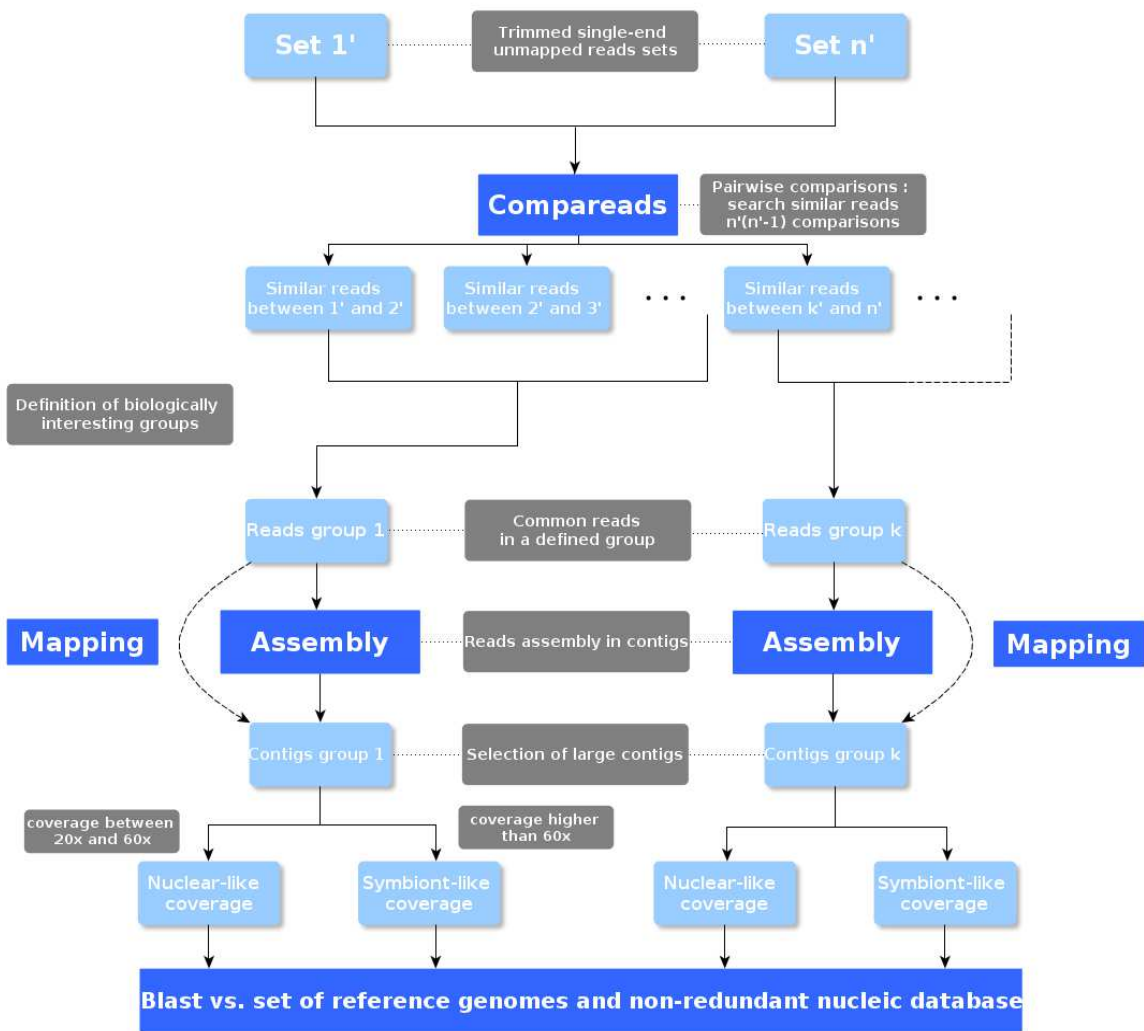 Set 1'
Trimmed single-end
unmapped reads sets
Set n'
Compareads
Pairwise comparisons :
search similar reads
n'(n'-1) comparisons
Similar reads
between 1' and 2'
Similar reads
between 2' and 3'
. . .
Similar reads
between k' and n'
. . .
Definition of biologically
interesting groups
Reads group 1
Common reads
in a defined group
Reads group k
Mapping
Assembly
Reads assembly in contigs
Assembly
Mapping
Contigs group 1
Selection of large contigs
Contigs group k
coverage between
20x and 60x
coverage higher
than 60x
Nuclear-like
coverage
Symbiont-like
coverage
Nuclear-like
coverage
Symbiont-like
coverage
Blast vs. set of reference genomes and non-redundant nucleic database